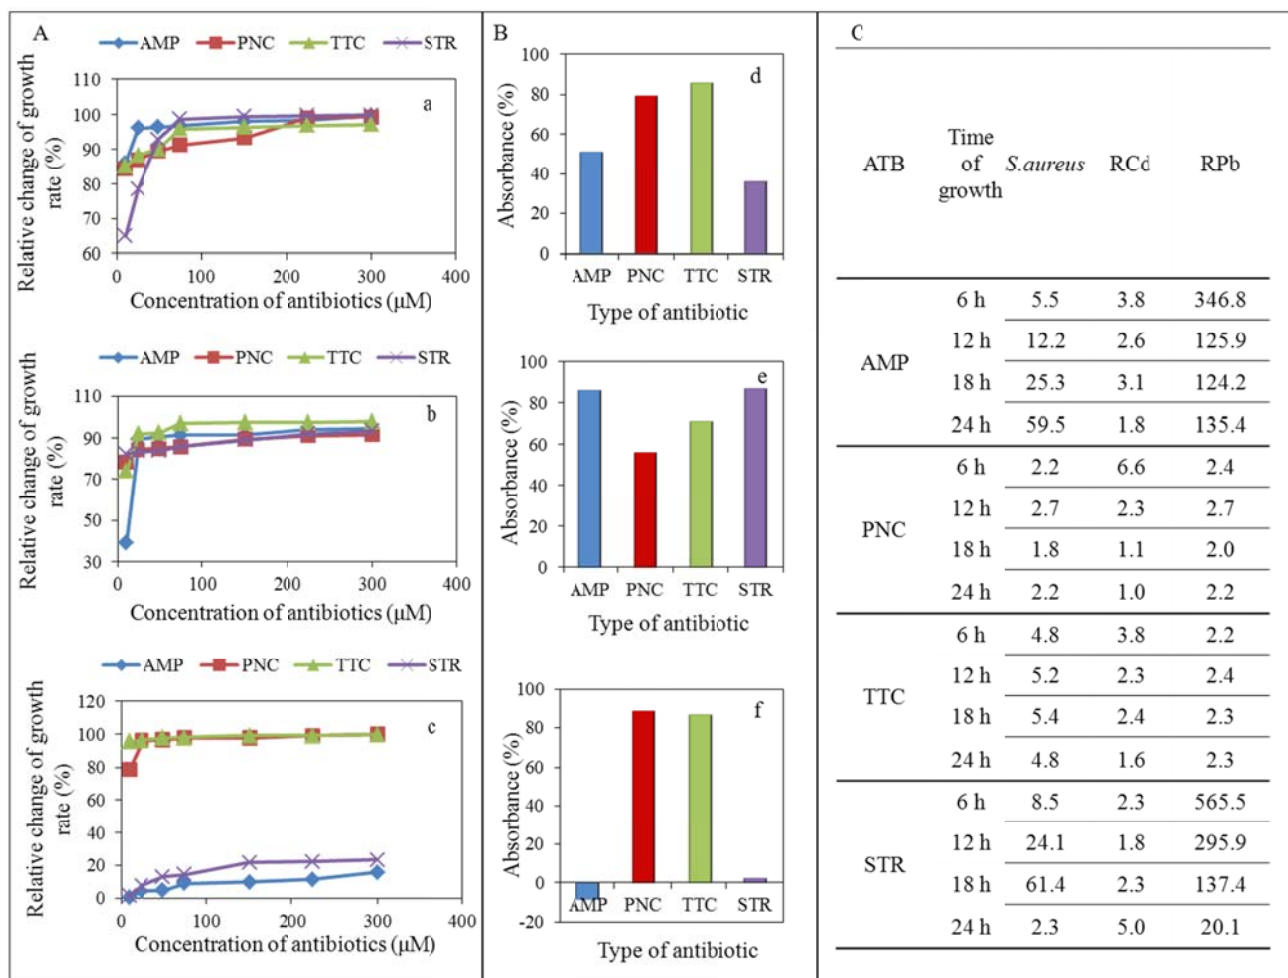 A
AMP PNC TTC STR
Relative change of growth
rate (%)
110
100
90
80
70
60
a
0 100 200 300 400
Concentration of antibiotics (µM)
AMP PNC TTC STR
Relative change of growth
rate (%)
110
90
70
50
30
b
0 100 200 300 400
Concentration of antibiotics (µM)
AMP PNC TTC STR
Relative change of growth
rate (%)
120
100
80
60
40
20
0
c
0 100 200 300 400
Concentration of antibiotics (µM)
B
Absorbance (%)
100
80
60
40
20
0
d
AMP PNC TTC STR
Type of antibiotic
Absorbance (%)
100
80
60
40
20
0
e
AMP PNC TTC STR
Type of antibiotic
Absorbance (%)
100
80
60
40
20
0
-20
f
AMP PNC TTC STR
Type of antibiotic
C
ATB Time of growth S.aureus RCd RPb
AMP
6 h 5.5 3.8 346.8
12 h 12.2 2.6 125.9
18 h 25.3 3.1 124.2
24 h 59.5 1.8 135.4
PNC
6 h 2.2 6.6 2.4
12 h 2.7 2.3 2.7
18 h 1.8 1.1 2.0
24 h 2.2 1.0 2.2
TTC
6 h 4.8 3.8 2.2
12 h 5.2 2.3 2.4
18 h 5.4 2.4 2.3
24 h 4.8 1.6 2.3
STR
6 h 8.5 2.3 565.5
12 h 24.1 1.8 295.9
18 h 61.4 2.3 137.4
24 h 2.3 5.0 20.1